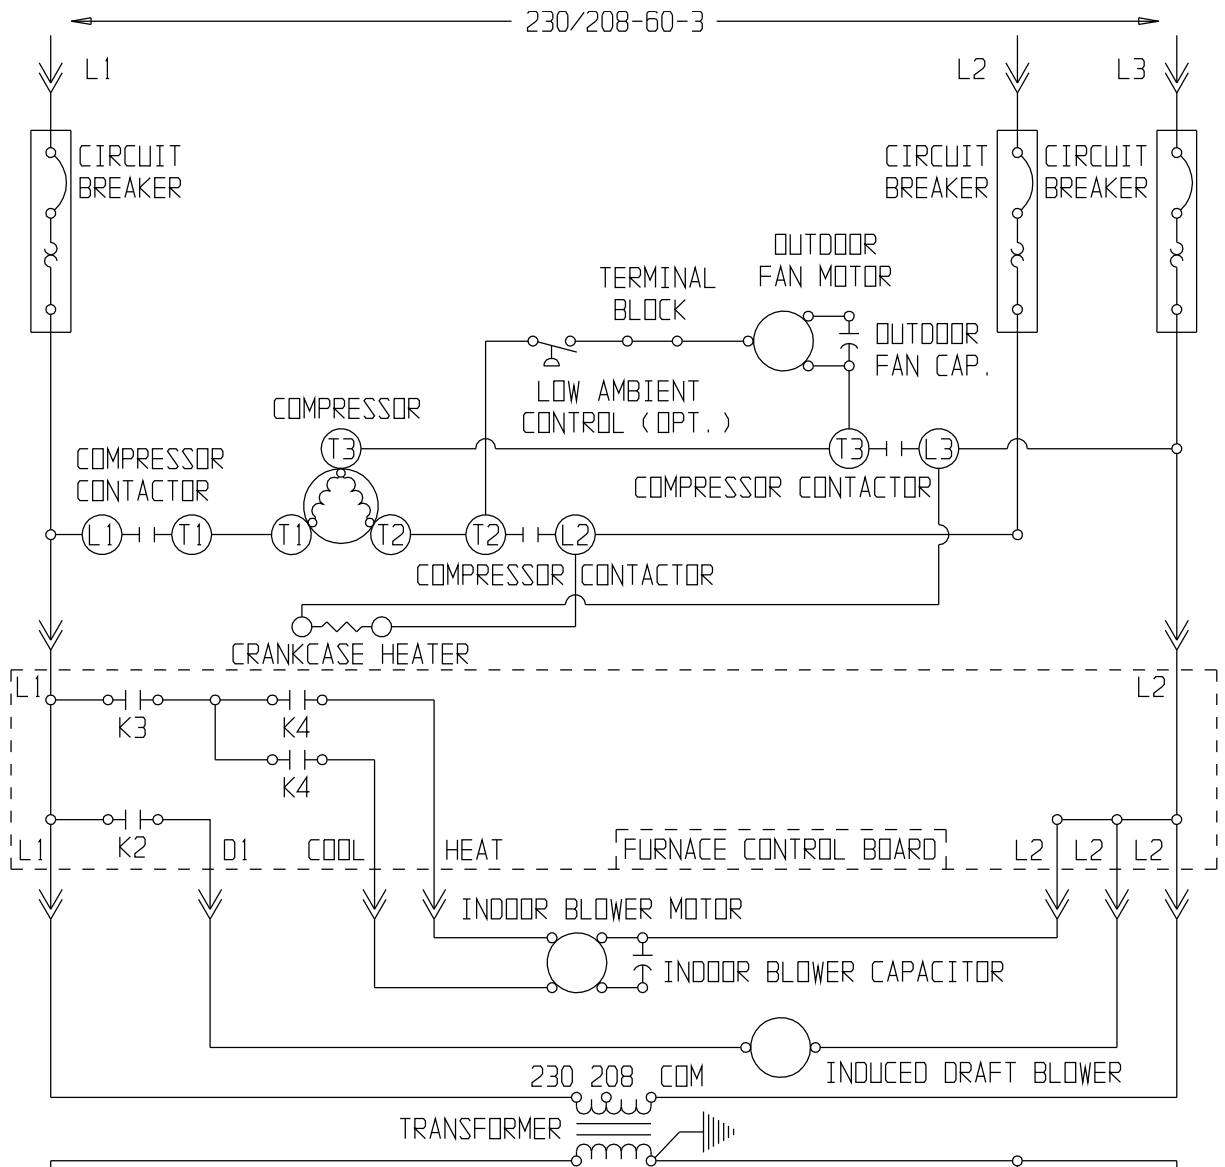 230/208-60-3
L1
L2
L3
CIRCUIT
BREAKER
CIRCUIT
BREAKER
CIRCUIT
BREAKER
OUTDOOR
FAN MOTOR
TERMINAL
BLOCK
OUTDOOR
FAN CAP.
LOW AMBIENT
CONTROL (OPT.)
COMPRESSOR
T3
T3
L3
COMPRESSOR
CONTACTOR
COMPRESSOR CONTACTOR
L1
T1
T1
T2
T2
L2
COMPRESSOR CONTACTOR
CRANKCASE HEATER
L1
L2
K3
K4
K4
K2
L1
D1
COOL
HEAT
FURNACE CONTROL BOARD
L2
L2
L2
INDOOR BLOWER MOTOR
INDOOR BLOWER CAPACITOR
INDUCED DRAFT BLOWER
230 208 COM
TRANSFORMER